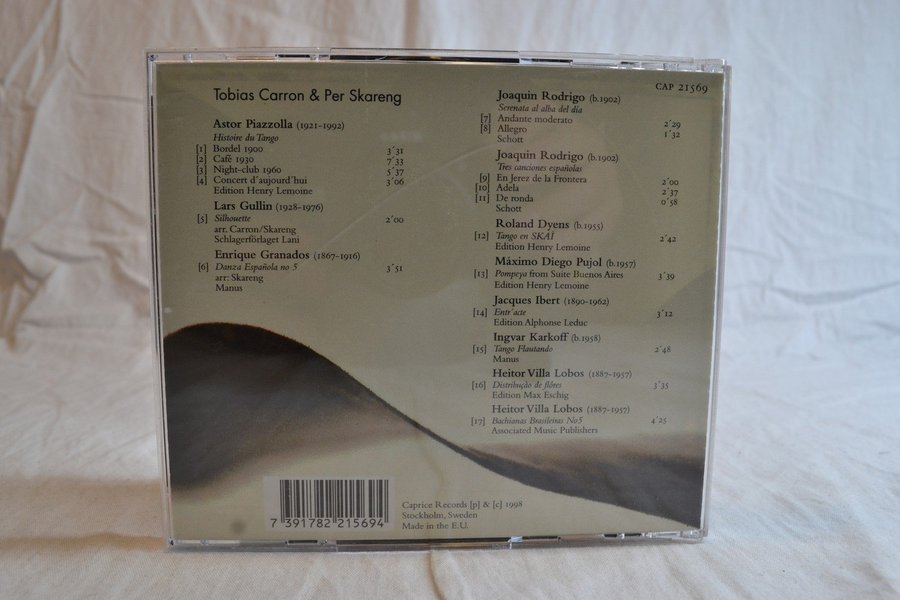 Tobias Carron & Per Skareng
Astor Piazzolla (1921-1992)
Histoire du Tango
[1] Bordel 1900 3´31
[2] Café 1930 7´33
[3] Night-club 1960 5´37
[4] Concert d´aujourd´hui 3´06
Edition Henry Lemoine
Lars Gullin (1928-1976)
[5] Silhouette 2´00
arr. Carron/Skareng
Schlagerförlaget Lani
Enrique Granados (1867-1916)
[6] Danza Española no 5 3´51
arr: Skareng
Manus
CAP 21569
Joaquin Rodrigo (b.1902)
Serenata al alba del día
[7] Andante moderato 2´29
[8] Allegro 1´32
Schott
Joaquin Rodrigo (b.1902)
Tres canciones españolas
[9] En Jerez de la Frontera 2´00
[10] Adela 2´37
[11] De ronda 0´58
Schott
Roland Dyens (b.1955)
[12] Tango en SKAÏ 2´42
Edition Henry Lemoine
Máximo Diego Pujol (b.1957)
[13] Pompeya from Suite Buenos Aires 3´39
Edition Henry Lemoine
Jacques Ibert (1890-1962)
[14] Entr´acte 3´12
Edition Alphonse Leduc
Ingvar Karkoff (b.1958)
[15] Tango Flautando 2´48
Manus
Heitor Villa Lobos (1887-1957)
[16] Distribução de flôres 3´35
Edition Max Eschig
Heitor Villa Lobos (1887-1957)
[17] Bachianas Brasileiras No5 4´25
Associated Music Publishers
7 391782 215694
Caprice Records [p] & [c] 1998
Stockholm, Sweden
Made in the E.U.